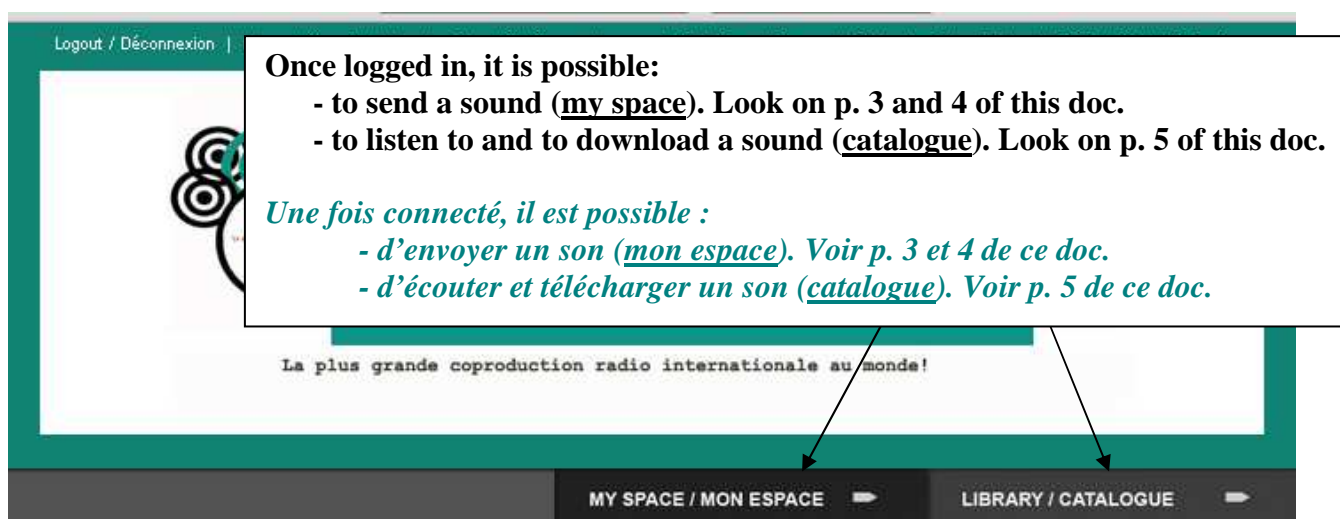 Logout / Déconnexion |
Once logged in, it is possible:
- to send a sound (my space). Look on p. 3 and 4 of this doc.
- to listen to and to download a sound (catalogue). Look on p. 5 of this doc.
Une fois connecté, il est possible :
- d’envoyer un son (mon espace). Voir p. 3 et 4 de ce doc.
- d’écouter et télécharger un son (catalogue). Voir p. 5 de ce doc.
La plus grande coproduction radio internationale au monde!
MY SPACE / MON ESPACE
LIBRARY / CATALOGUE